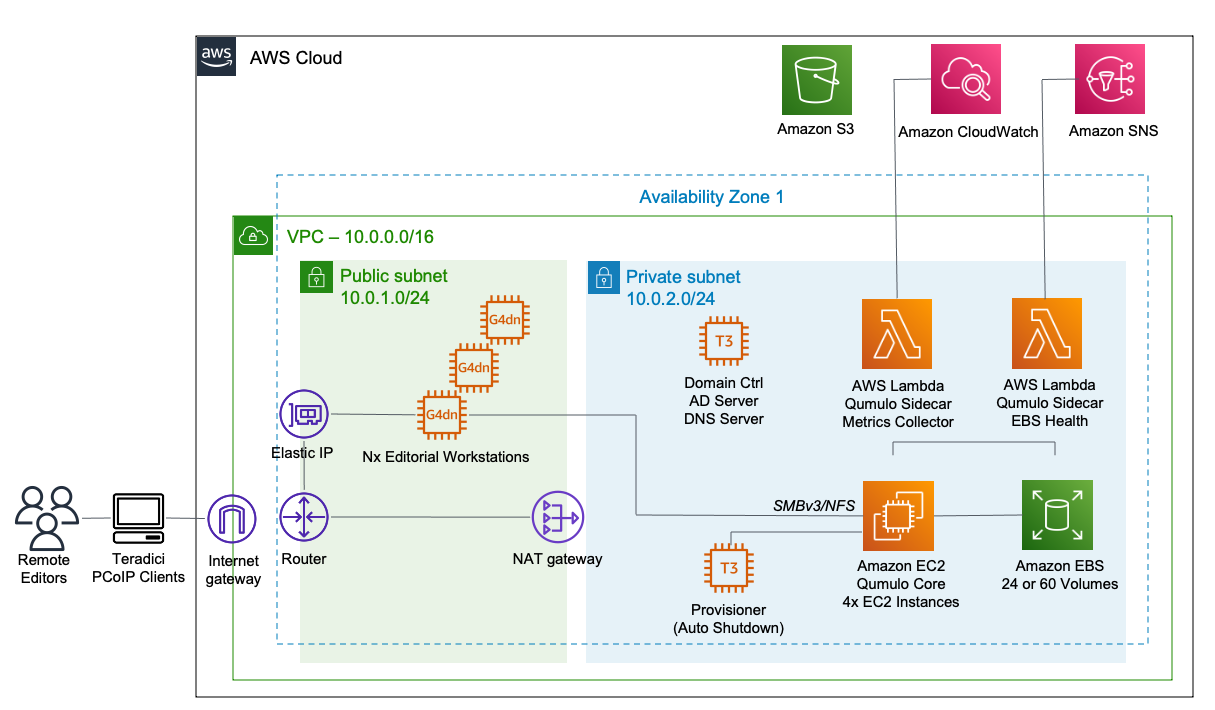 aws
AWS Cloud
Amazon S3
Amazon CloudWatch
Amazon SNS
Availability Zone 1
VPC – 10.0.0.0/16
Public subnet
10.0.1.0/24
Private subnet
10.0.2.0/24
G4dn
G4dn
G4dn
Nx Editorial Workstations
T3
Domain Ctrl
AD Server
DNS Server
AWS Lambda
Qumulo Sidecar
Metrics Collector
AWS Lambda
Qumulo Sidecar
EBS Health
Elastic IP
Remote
Editors
Teradici
PCoIP Clients
Internet
gateway
Router
NAT gateway
SMBv3/NFS
T3
Provisioner
(Auto Shutdown)
Amazon EC2
Qumulo Core
4x EC2 Instances
Amazon EBS
24 or 60 Volumes